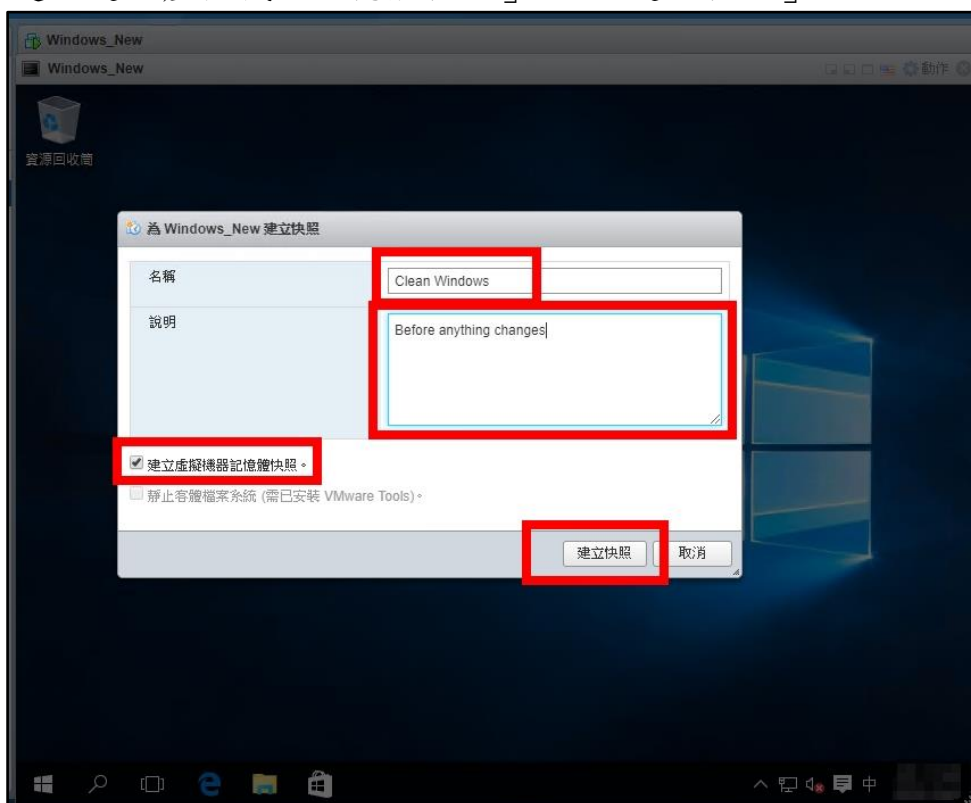 Windows_New
Windows_New
動作
資源回收筒
為 Windows_New 建立快照
名稱
Clean Windows
說明
Before anything changes
建立虛擬機器記憶體快照。
靜止客體檔案系統 (需已安裝 VMware Tools)。
建立快照
取消
中